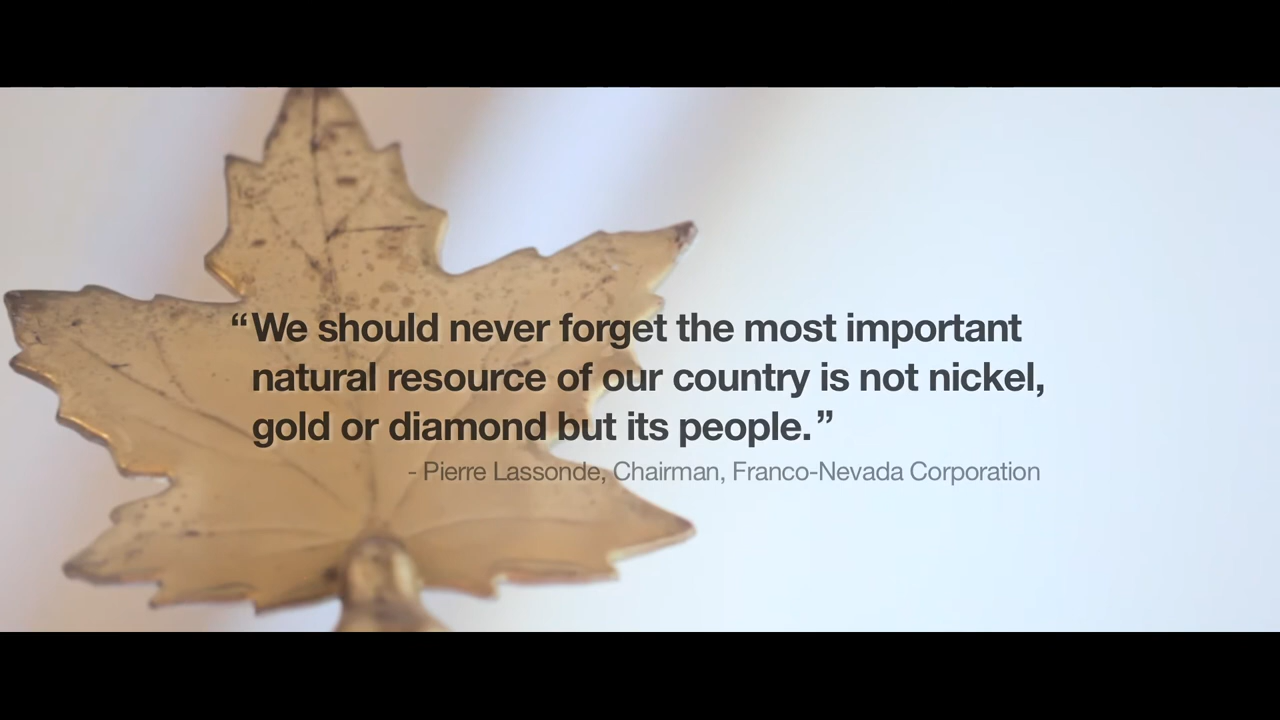 “We should never forget the most important
natural resource of our country is not nickel,
gold or diamond but its people.”
- Pierre Lassonde, Chairman, Franco-Nevada Corporation